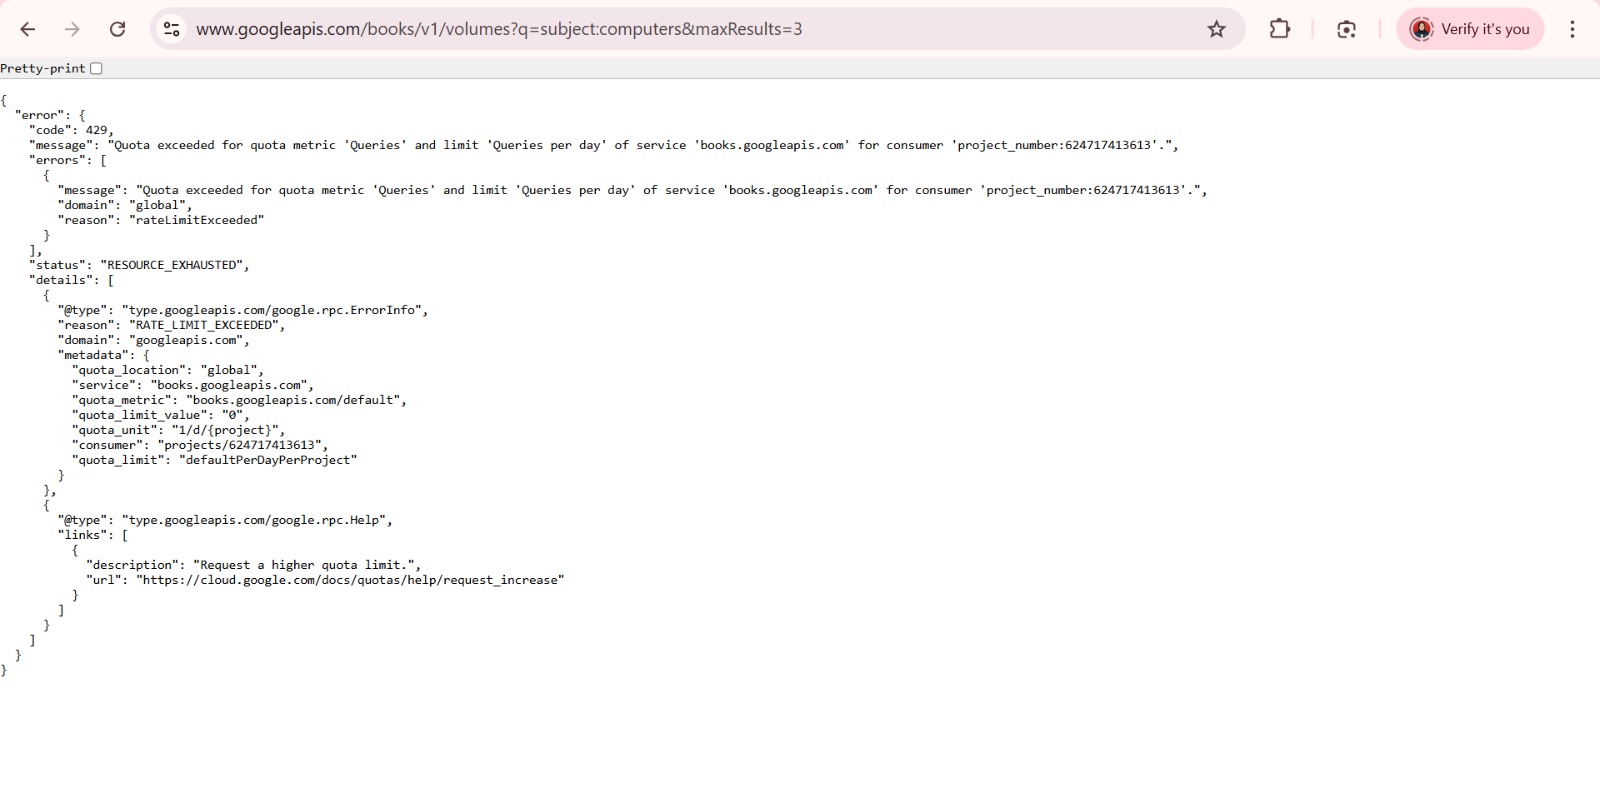 www.googleapis.com/books/v1/volumes?q=subject:computers&maxResults=3
Verify it's you
Pretty-print
{
  "error": {
    "code": 429,
    "message": "Quota exceeded for quota metric 'Queries' and limit 'Queries per day' of service 'books.googleapis.com' for consumer 'project_number:624717413613'.",
    "errors": [
      {
        "message": "Quota exceeded for quota metric 'Queries' and limit 'Queries per day' of service 'books.googleapis.com' for consumer 'project_number:624717413613'.",
        "domain": "global",
        "reason": "rateLimitExceeded"
      }
    ],
    "status": "RESOURCE_EXHAUSTED",
    "details": [
      {
        "@type": "type.googleapis.com/google.rpc.ErrorInfo",
        "reason": "RATE_LIMIT_EXCEEDED",
        "domain": "googleapis.com",
        "metadata": {
          "quota_location": "global",
          "service": "books.googleapis.com",
          "quota_metric": "books.googleapis.com/default",
          "quota_limit_value": "0",
          "quota_unit": "1/d/{project}",
          "consumer": "projects/624717413613",
          "quota_limit": "defaultPerDayPerProject"
        }
      },
      {
        "@type": "type.googleapis.com/google.rpc.Help",
        "links": [
          {
            "description": "Request a higher quota limit.",
            "url": "https://cloud.google.com/docs/quotas/help/request_increase"
          }
        ]
      }
    ]
  }
}